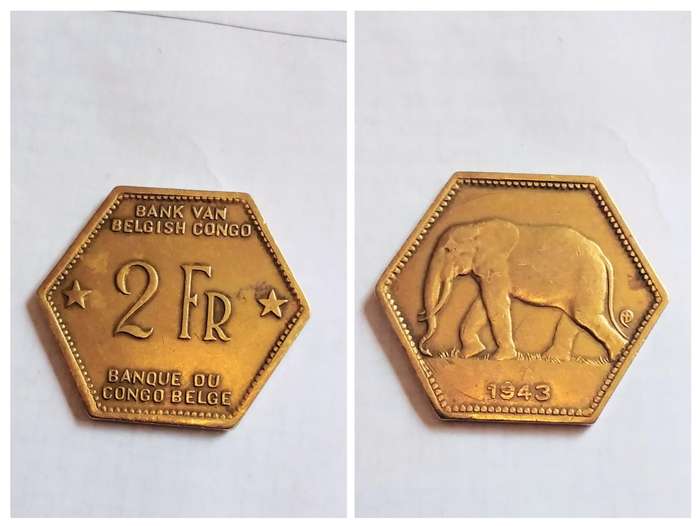 BANK VAN
BELGISH CONGO
2 FR
BANQUE DU
CONGO BELGE
1943